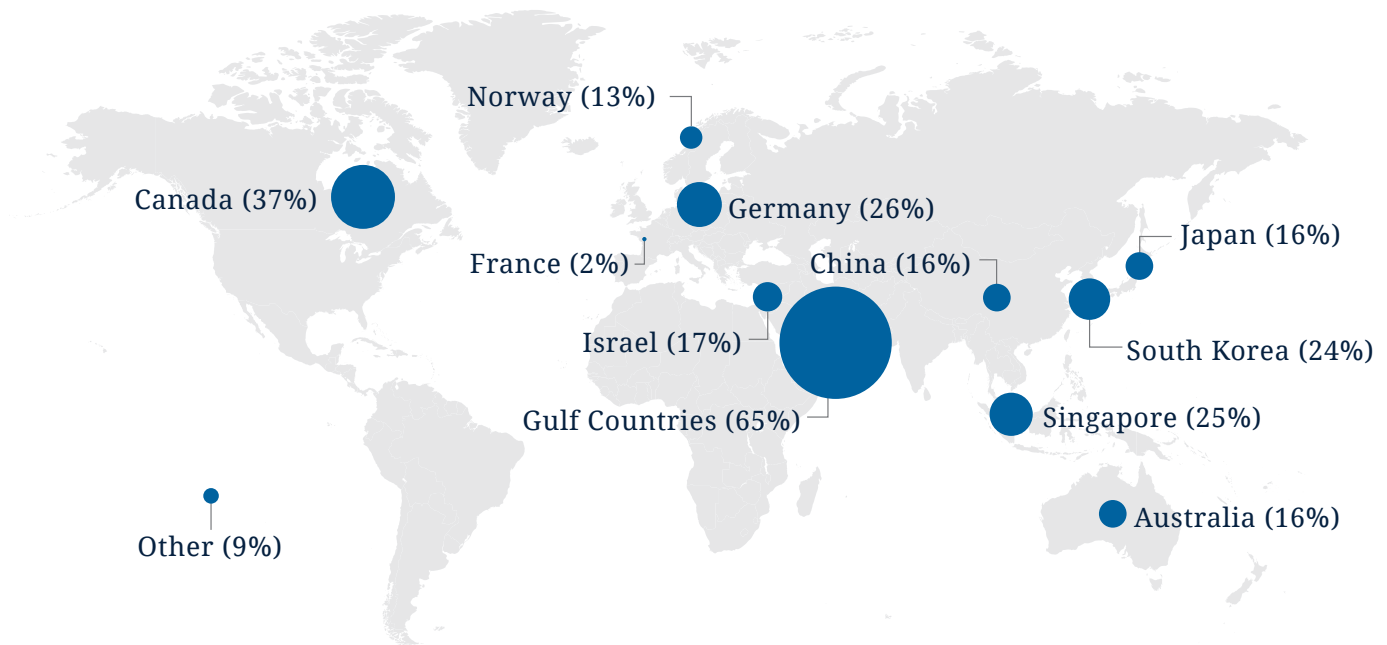 Norway (13%)
Canada (37%)
Germany (26%)
Japan (16%)
France (2%)
China (16%)
Israel (17%)
South Korea (24%)
Gulf Countries (65%)
Singapore (25%)
Australia (16%)
Other (9%)